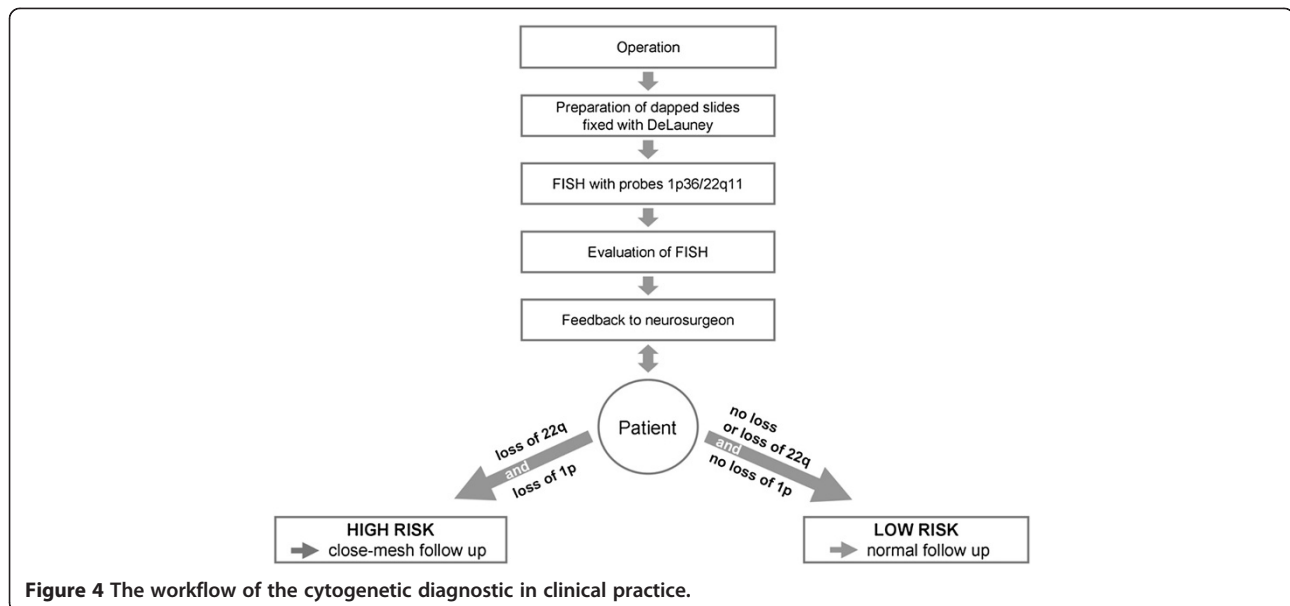 Operation
Preparation of dapped slides
fixed with DeLauney
FISH with probes 1p36/22q11
Evaluation of FISH
Feedback to neurosurgeon
Patient
loss of 22q
and
loss of 1p
no loss
or loss of 22q
and
no loss of 1p
HIGH RISK
close-mesh follow up
LOW RISK
normal follow up
Figure 4 The workflow of the cytogenetic diagnostic in clinical practice.